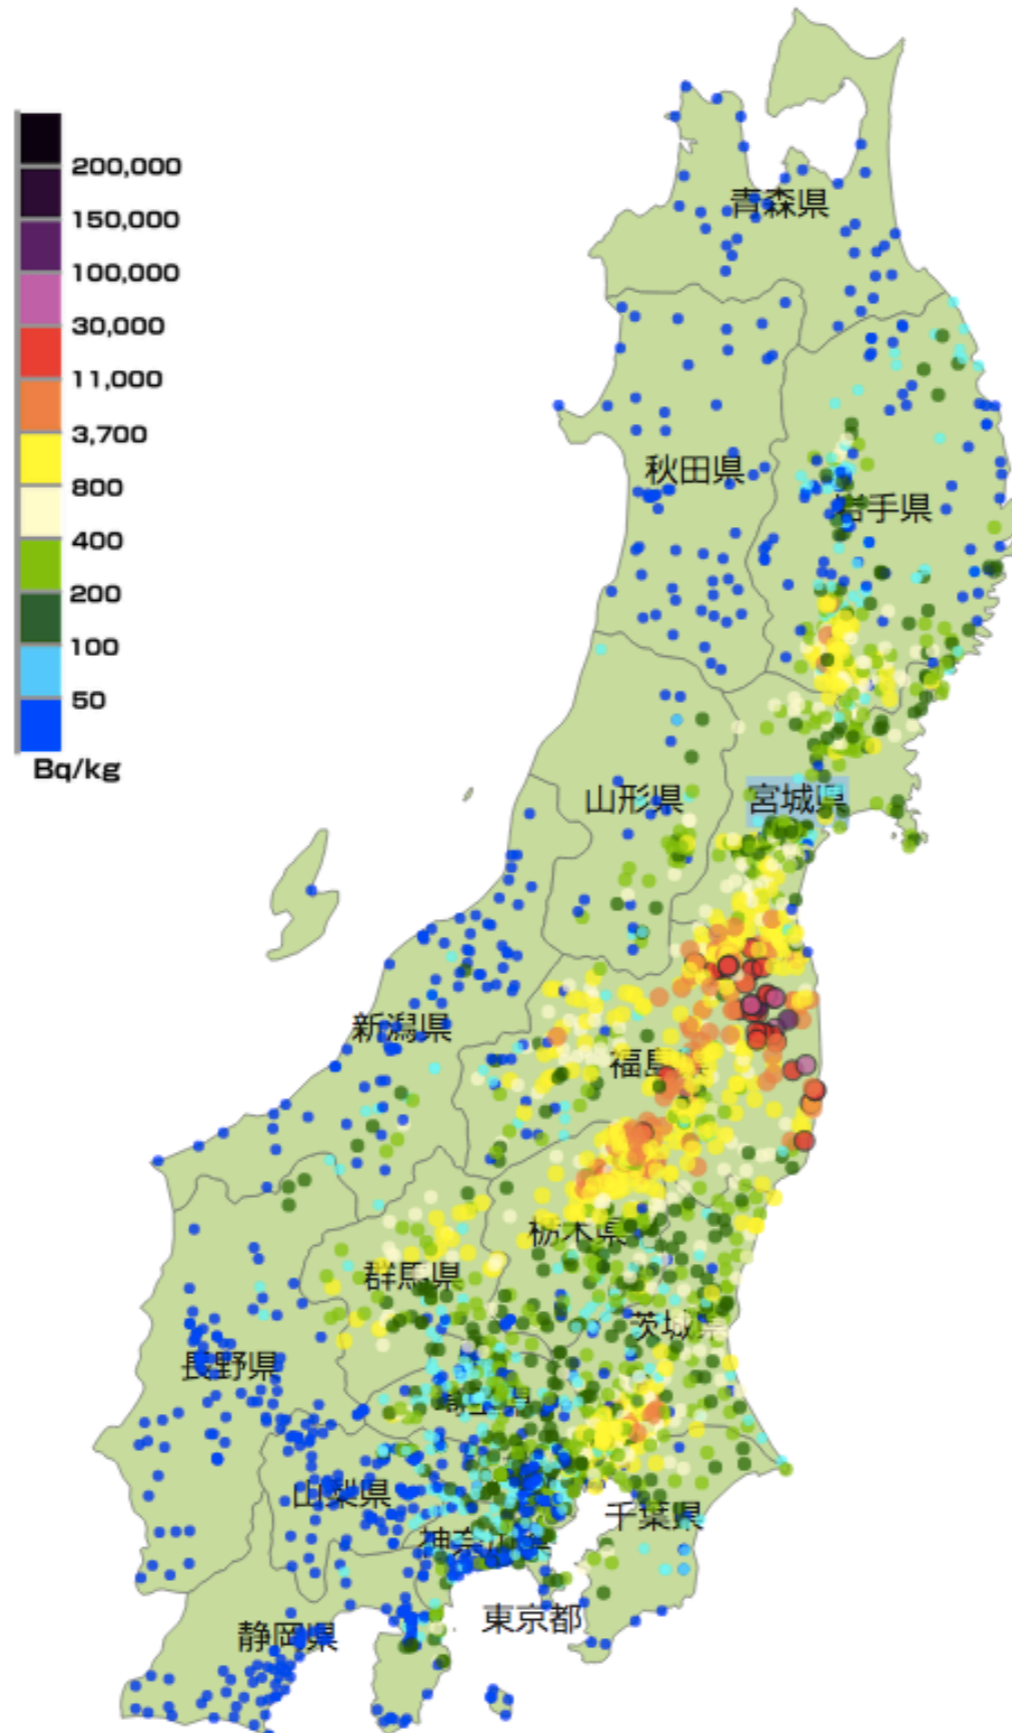 200,000
150,000
100,000
30,000
11,000
3,700
800
400
200
100
50
Bq/kg
青森県
秋田県
岩手県
山形県
宮城県
新潟県
福島県
栃木県
群馬県
茨城県
長野県
埼玉県
山梨県
千葉県
神奈川県
東京都
静岡県